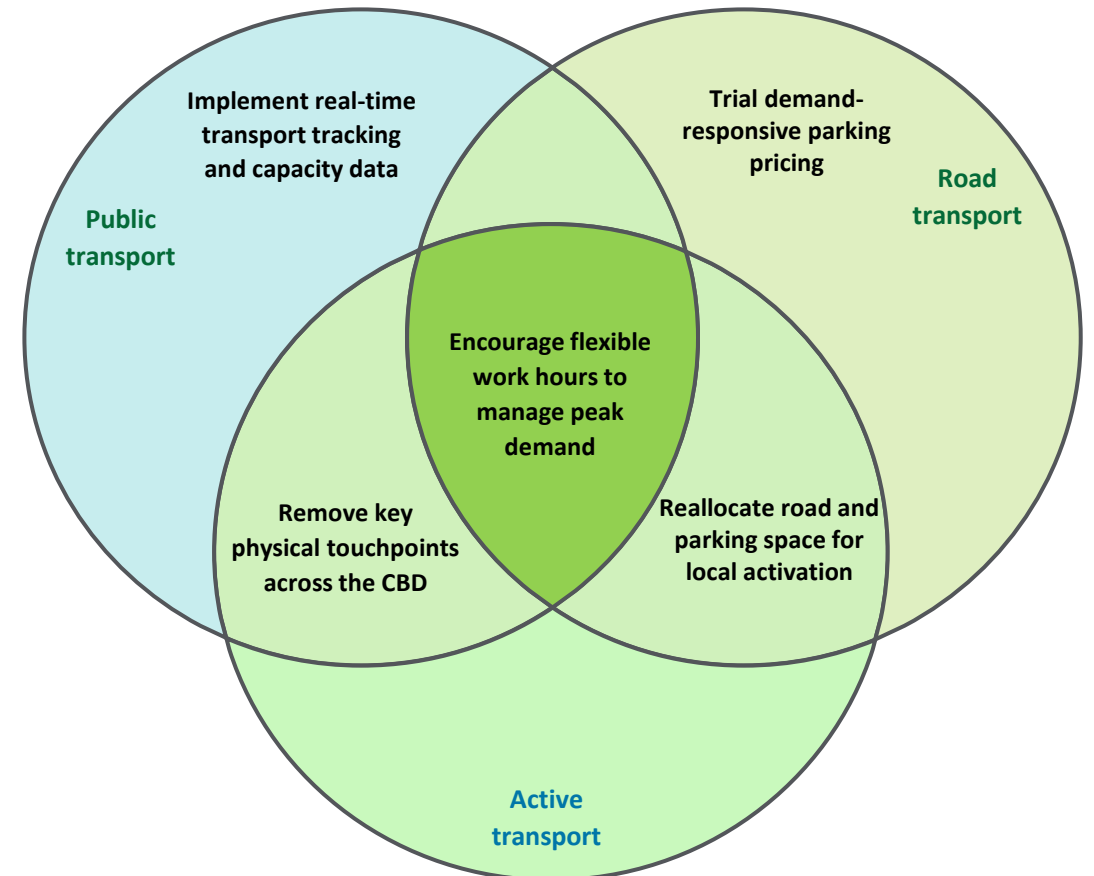 Implement real-time
transport tracking
and capacity data
Trial demand-
responsive parking
pricing
Public
transport
Road
transport
Encourage flexible
work hours to
manage peak
demand
Remove key
physical touchpoints
across the CBD
Reallocate road and
parking space for
local activation
Active
transport